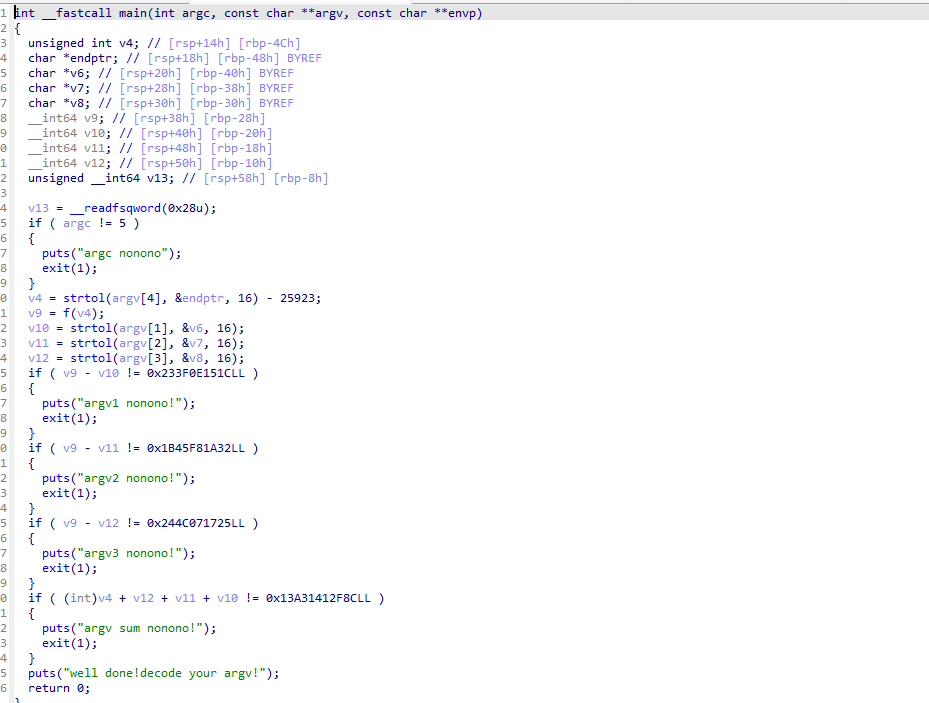 1 int __fastcall main(int argc, const char **argv, const char **envp)
2 {
3   unsigned int v4; // [rsp+14h] [rbp-4Ch]
4   char *endptr; // [rsp+18h] [rbp-48h] BYREF
5   char *v6; // [rsp+20h] [rbp-40h] BYREF
6   char *v7; // [rsp+28h] [rbp-38h] BYREF
7   char *v8; // [rsp+30h] [rbp-30h] BYREF
8   __int64 v9; // [rsp+38h] [rbp-28h]
9   __int64 v10; // [rsp+40h] [rbp-20h]
0   __int64 v11; // [rsp+48h] [rbp-18h]
1   __int64 v12; // [rsp+50h] [rbp-10h]
2   unsigned __int64 v13; // [rsp+58h] [rbp-8h]
3
4   v13 = __readfsqword(0x28u);
5   if ( argc != 5 )
6   {
7     puts("argc nonono");
8     exit(1);
9   }
0   v4 = strtol(argv[4], &endptr, 16) - 25923;
1   v9 = f(v4);
2   v10 = strtol(argv[1], &v6, 16);
3   v11 = strtol(argv[2], &v7, 16);
4   v12 = strtol(argv[3], &v8, 16);
5   if ( v9 - v10 != 0x233F0E151CLL )
6   {
7     puts("argv1 nonono!");
8     exit(1);
9   }
0   if ( v9 - v11 != 0x1B45F81A32LL )
1   {
2     puts("argv2 nonono!");
3     exit(1);
4   }
5   if ( v9 - v12 != 0x244C071725LL )
6   {
7     puts("argv3 nonono!");
8     exit(1);
9   }
0   if ( (int)v4 + v12 + v11 + v10 != 0x13A31412F8CLL )
1   {
2     puts("argv sum nonono!");
3     exit(1);
4   }
5   puts("well done!decode your argv!");
6   return 0;
}